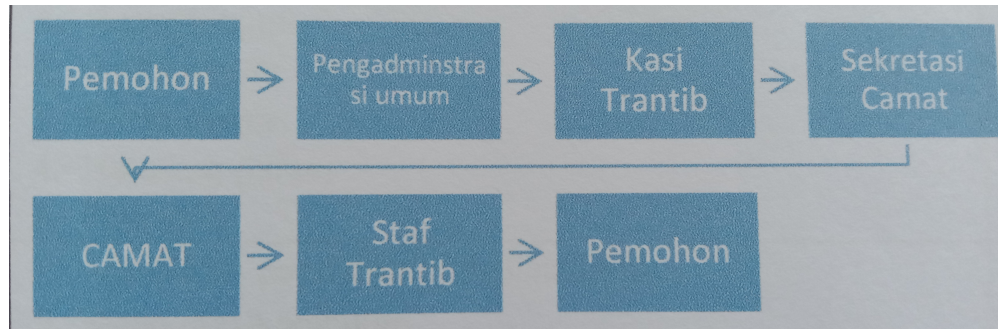 Pemohon
Pengadminstra
si umum
Kasi
Trantib
Sekretasi
Camat
CAMAT
Staf
Trantib
Pemohon